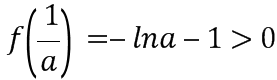 f(1/a) =– lna – 1 > 0